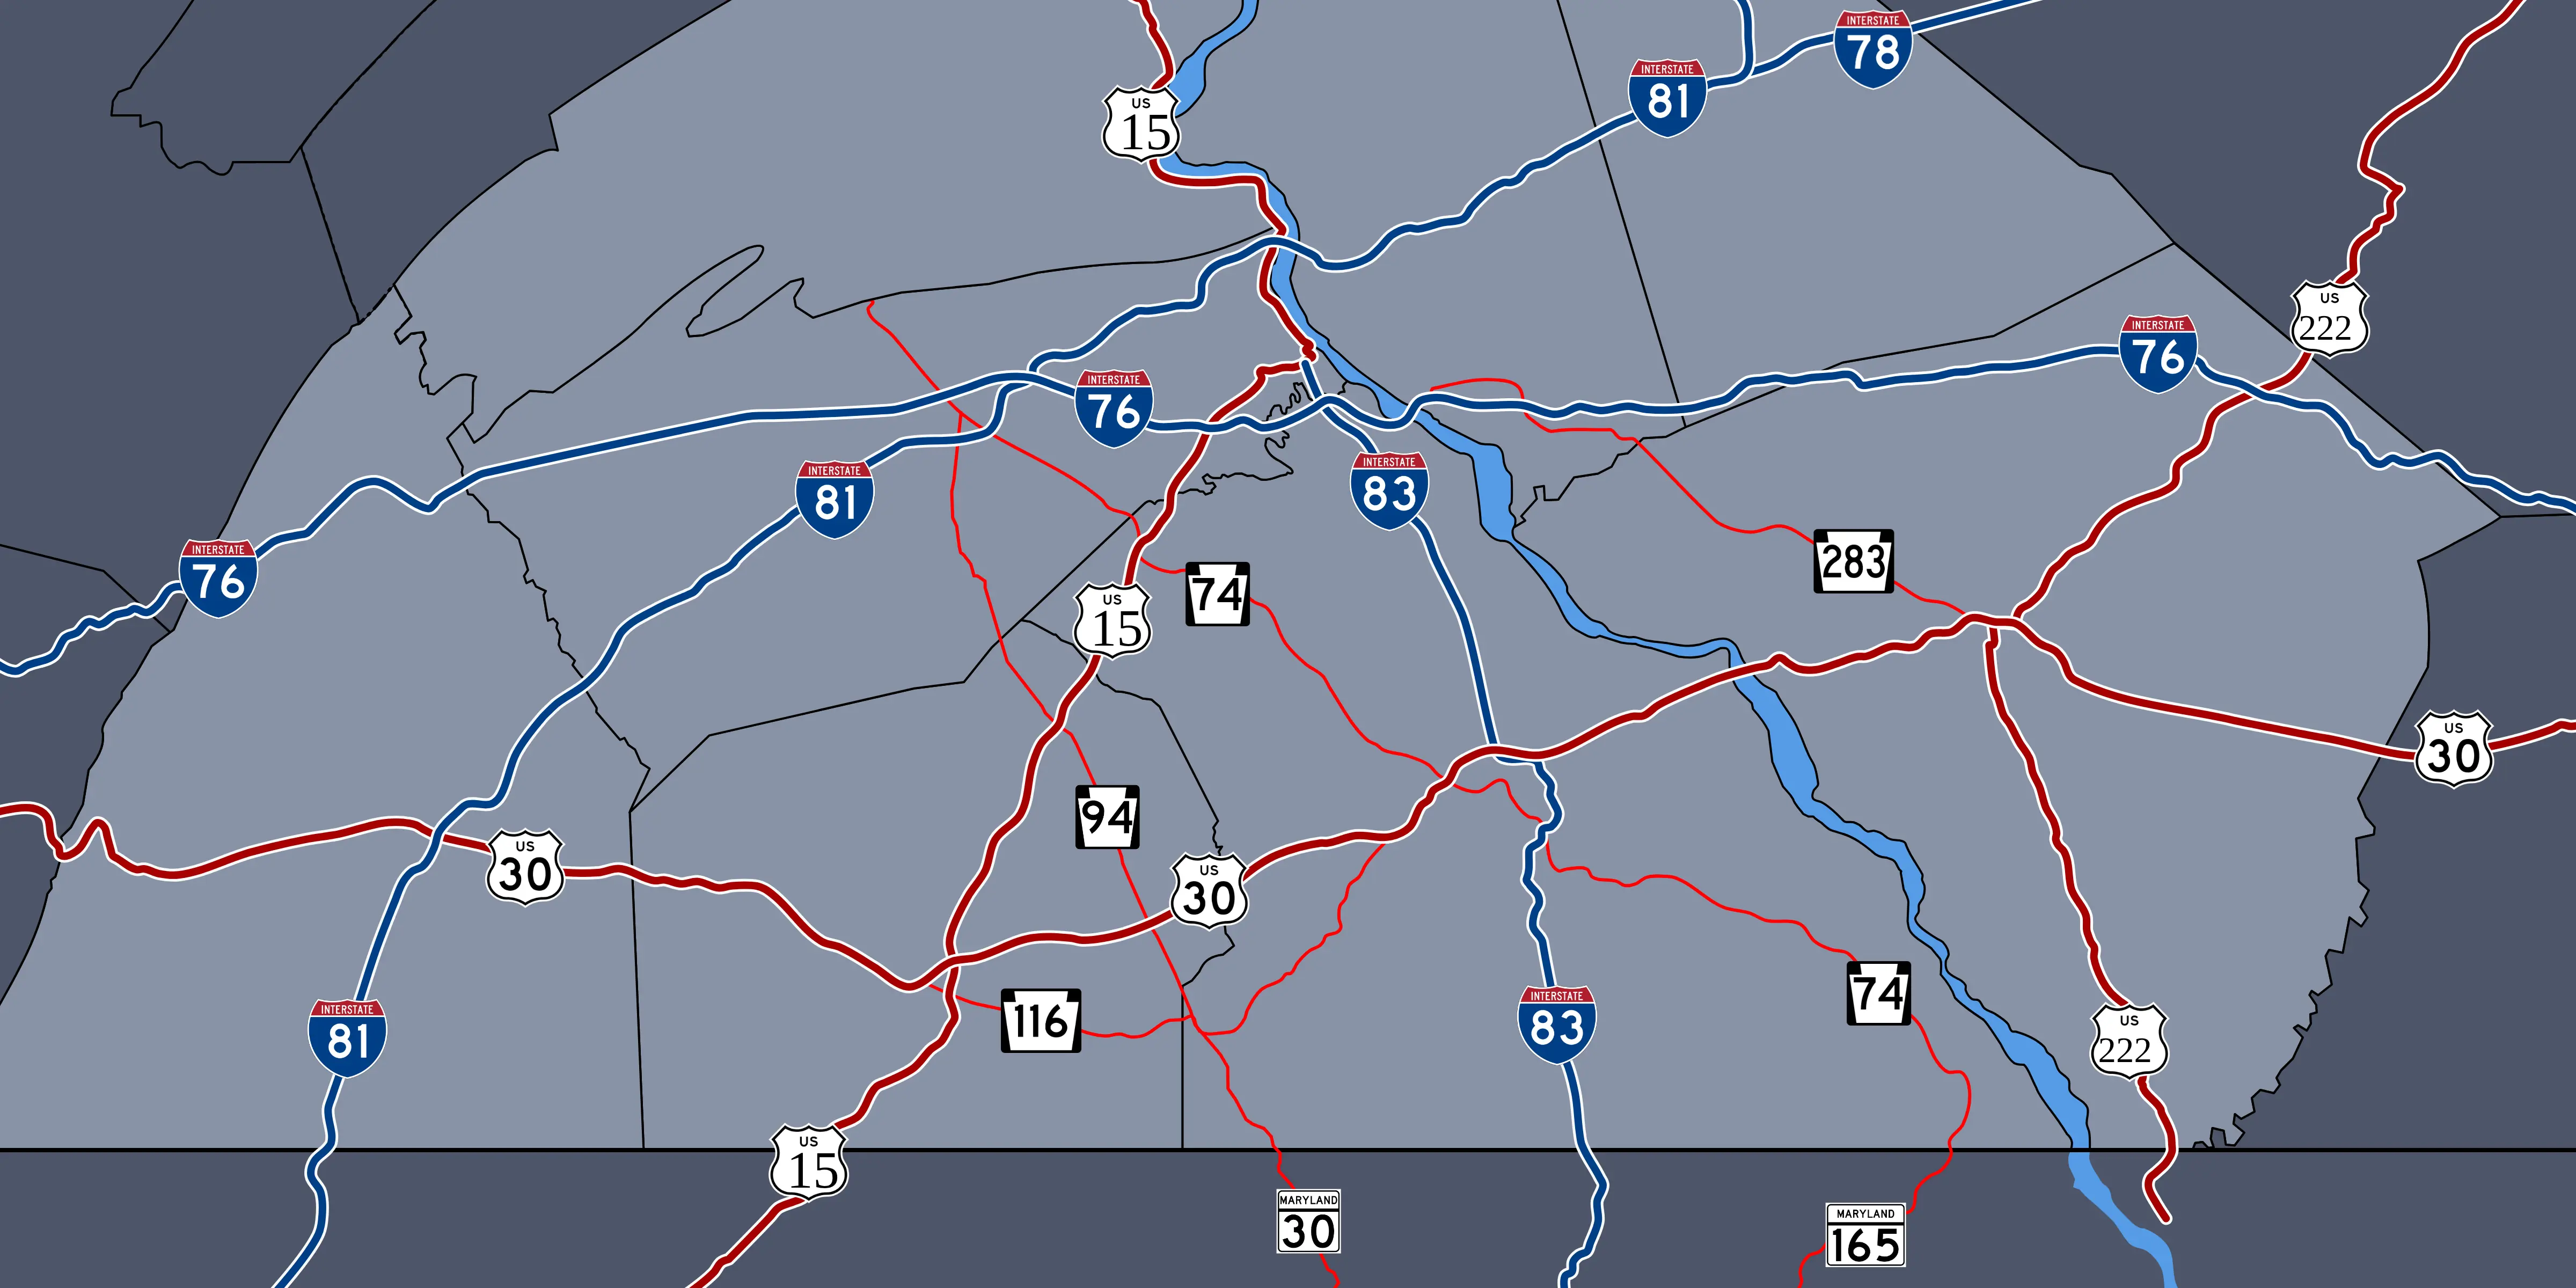 INTERSTATE
78
INTERSTATE
81
US
15
US
222
INTERSTATE
76
INTERSTATE
76
INTERSTATE
83
INTERSTATE
81
INTERSTATE
76
283
74
US
15
US
30
94
US
30
US
30
74
INTERSTATE
83
116
INTERSTATE
81
US
222
US
15
MARYLAND
30
MARYLAND
165